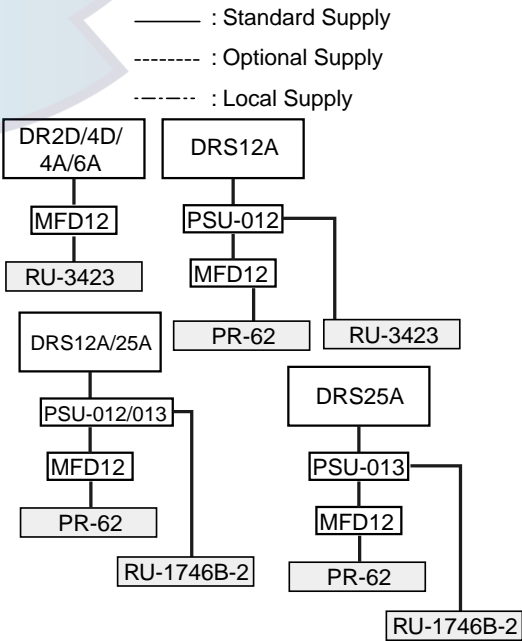 : Standard Supply
: Optional Supply
: Local Supply
DR2D/4D/
4A/6A
MFD12
RU-3423
DRS12A
PSU-012
MFD12
PR-62
RU-3423
DRS12A/25A
PSU-012/013
MFD12
PR-62
RU-1746B-2
DRS25A
PSU-013
MFD12
PR-62
RU-1746B-2